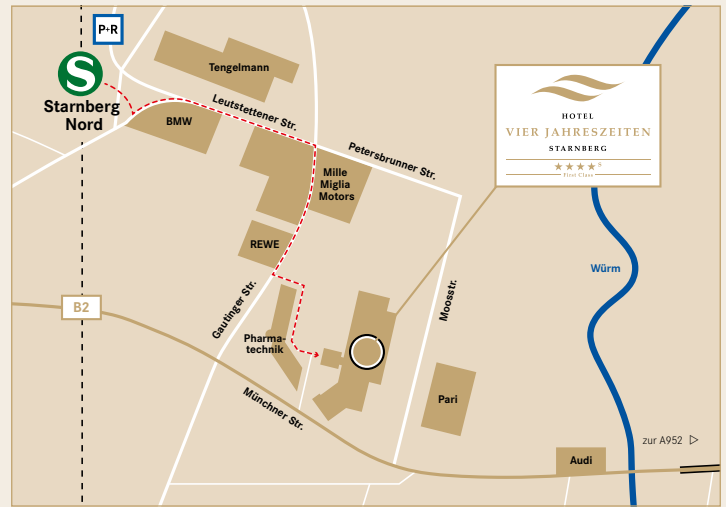 P+R
S
Starnberg
Nord
Tengelmann
BMW
Leutstettener Str.
Petersbrunner Str.
Mille
Miglia
Motors
HOTEL
VIER JAHRESZEITEN
STARNBERG
★★★★S
First Class
REWE
Würm
B2
Gautinger Str.
Moosstr.
Pharma-
technik
Münchner Str.
Pari
zur A952 ▷
Audi